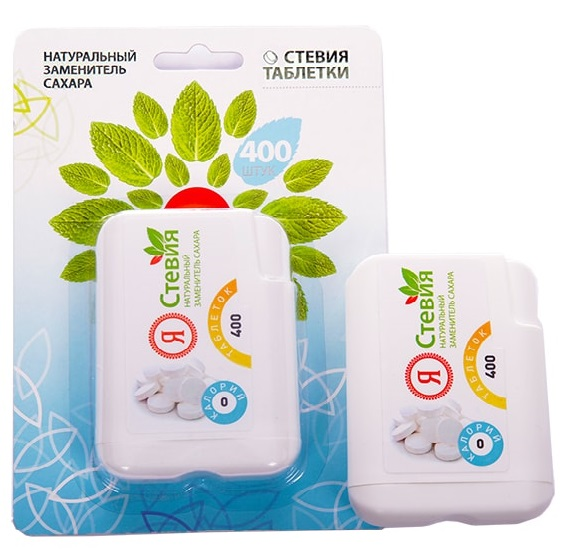 НАТУРАЛЬНЫЙ
ЗАМЕНИТЕЛЬ
САХАРА
СТЕВИЯ
ТАБЛЕТКИ
400
ШТУК
Я
Стевия
НАТУРАЛЬНЫЙ
ЗАМЕНИТЕЛЬ САХАРА
ТАБЛЕТОК
400
КАЛОРИЙ
0
Я
Стевия
НАТУРАЛЬНЫЙ
ЗАМЕНИТЕЛЬ САХАРА
ТАБЛЕТОК
400
КАЛОРИЙ
0